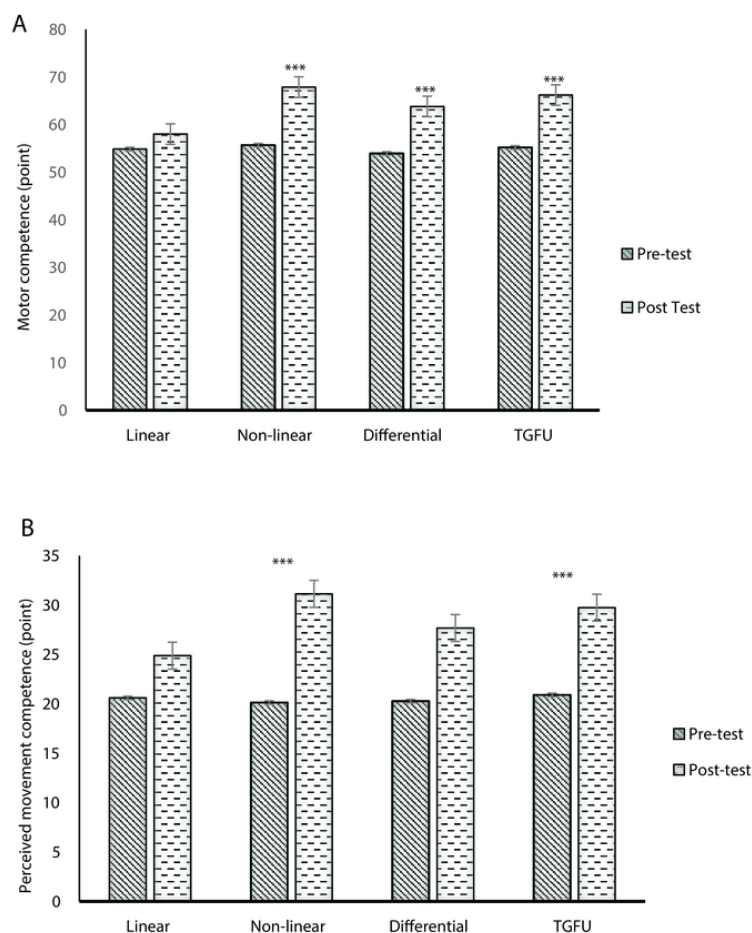 A
Motor competence (point)
80
70
60
50
40
30
20
10
0
***
***
***
Linear
Non-linear
Differential
TGFU
Pre-test
Post Test
B
Perceived movement competence (point)
35
30
25
20
15
10
5
0
***
***
Linear
Non-linear
Differential
TGFU
Pre-test
Post-test